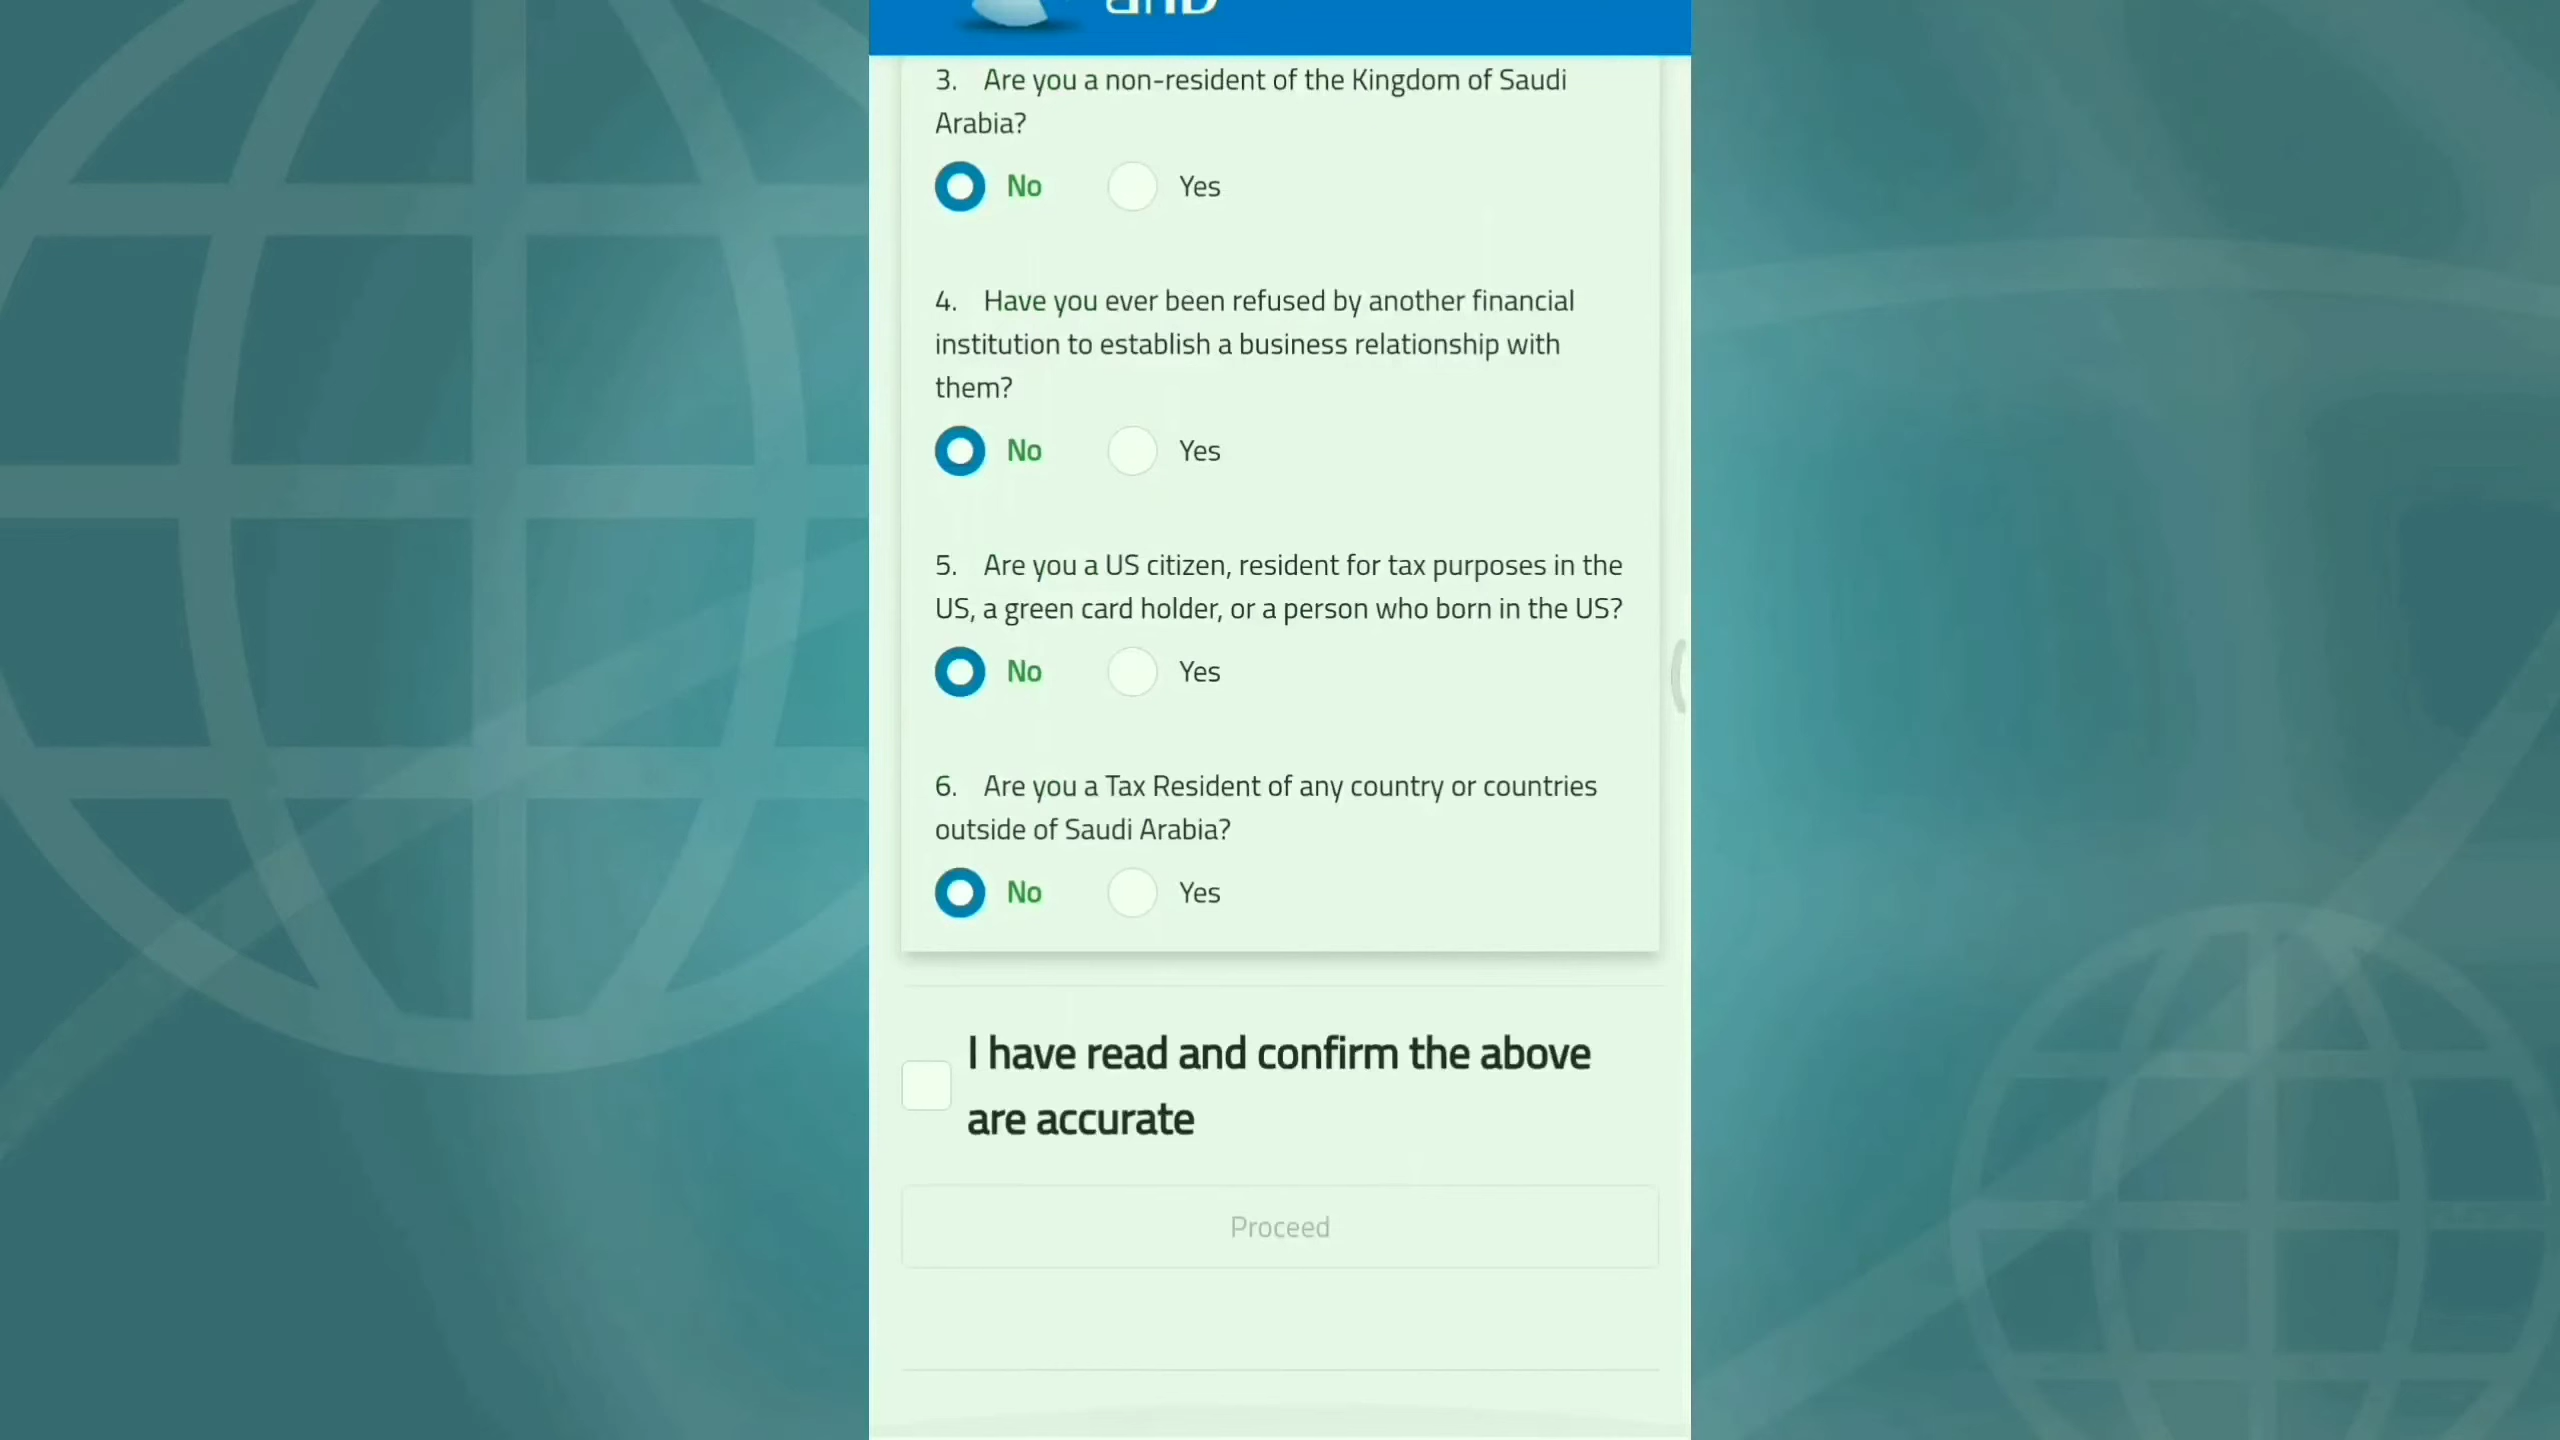 3. Are you a non-resident of the Kingdom of Saudi
Arabia?
No Yes
4. Have you ever been refused by another financial
institution to establish a business relationship with
them?
No Yes
5. Are you a US citizen, resident for tax purposes in the
US, a green card holder, or a person who born in the US?
No Yes
6. Are you a Tax Resident of any country or countries
outside of Saudi Arabia?
No Yes
I have read and confirm the above
are accurate
Proceed